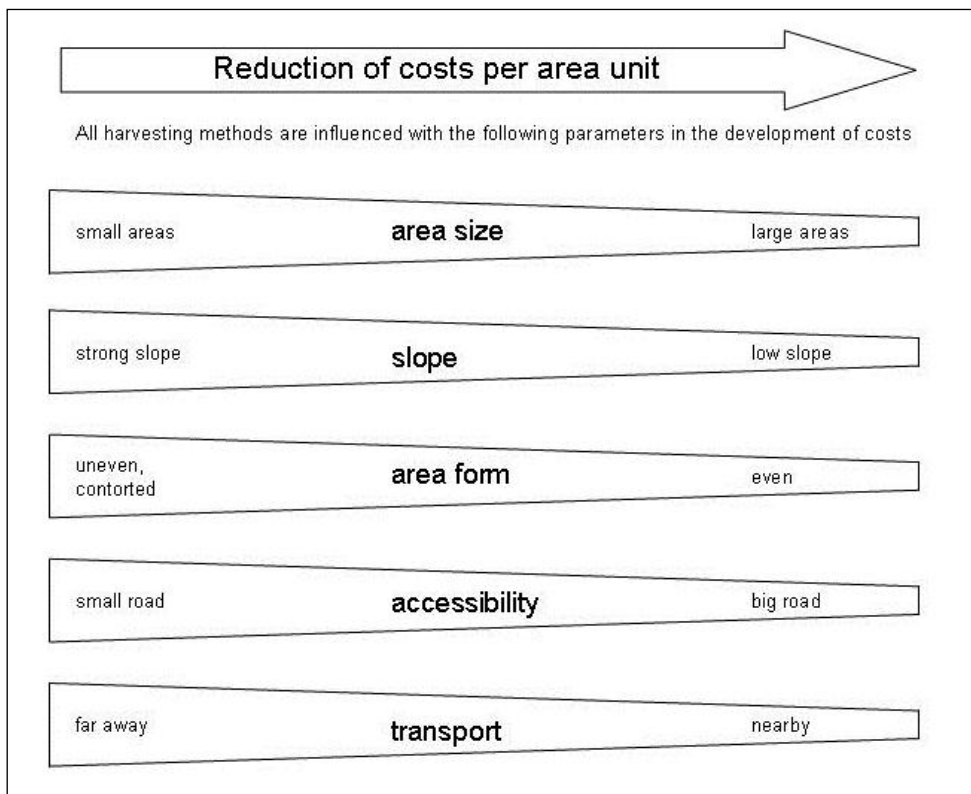 Reduction of costs per area unit
All harvesting methods are influenced with the following parameters in the development of costs
small areas area size large areas
strong slope slope low slope
uneven,
contorted area form even
small road accessibility big road
far away transport nearby